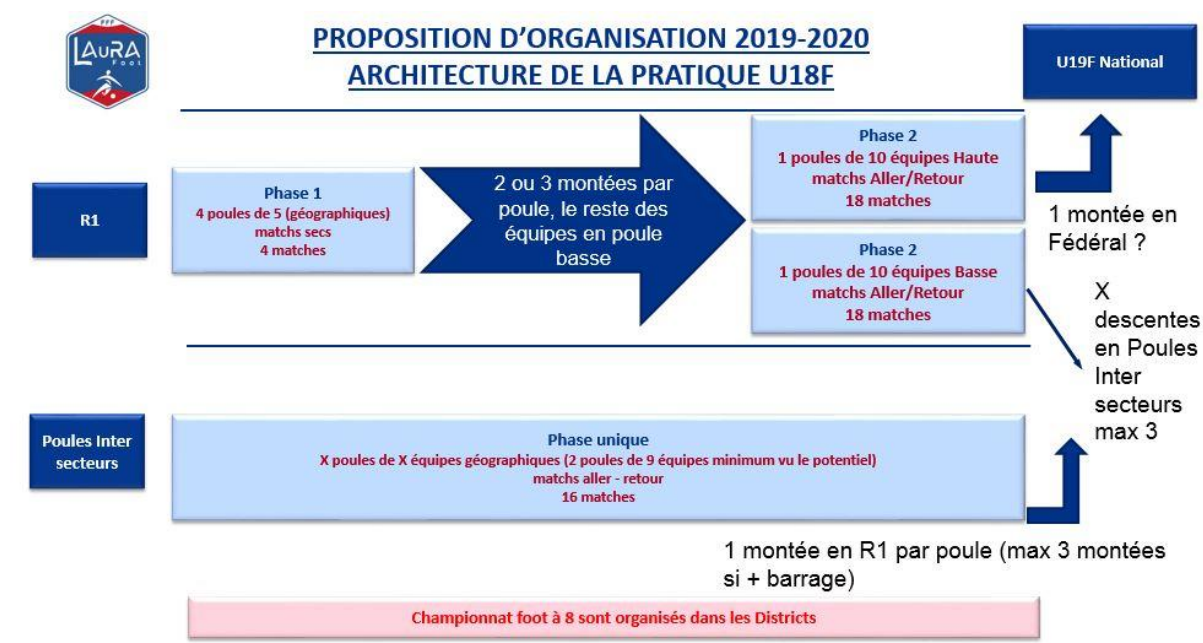 FFF
LAuRA
Foot
PROPOSITION D'ORGANISATION 2019-2020
ARCHITECTURE DE LA PRATIQUE U18F
U19F National
R1
Phase 1
4 poules de 5 (géographiques)
matchs secs
4 matches
2 ou 3 montées par
poule, le reste des
équipes en poule
basse
Phase 2
1 poules de 10 équipes Haute
matchs Aller/Retour
18 matches
Phase 2
1 poules de 10 équipes Basse
matchs Aller/Retour
18 matches
1 montée en
Fédéral ?
X
descentes
en Poules
Inter
secteurs
max 3
Poules Inter
secteurs
Phase unique
X poules de X équipes géographiques (2 poules de 9 équipes minimum vu le potentiel)
matchs aller - retour
16 matches
1 montée en R1 par poule (max 3 montées
si + barrage)
Championnat foot à 8 sont organisés dans les Districts